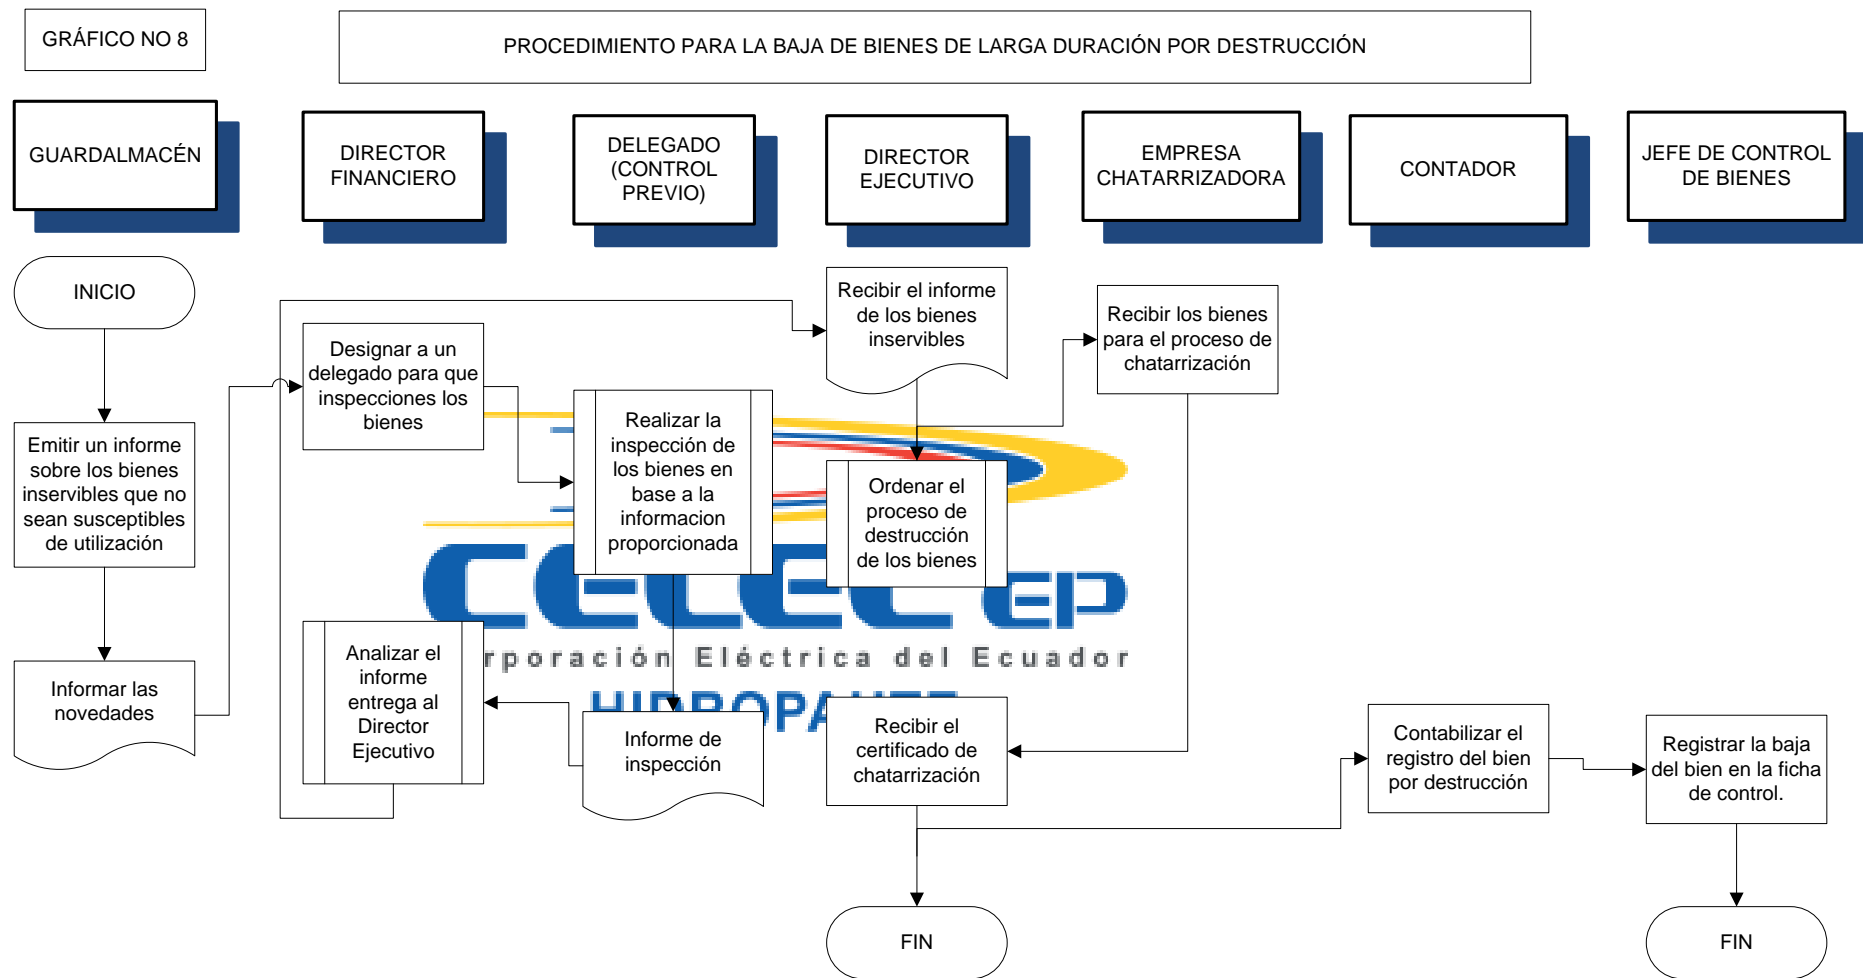 GRÁFICO NO 8
PROCEDIMIENTO PARA LA BAJA DE BIENES DE LARGA DURACIÓN POR DESTRUCCIÓN
GUARDALMACÉN
DIRECTOR
FINANCIERO
DELEGADO
(CONTROL
PREVIO)
DIRECTOR
EJECUTIVO
EMPRESA
CHATARRIZADORA
CONTADOR
JEFE DE CONTROL
DE BIENES
INICIO
Emitir un informe
sobre los bienes
inservibles que no
sean susceptibles
de utilización
Informar las
novedades
Designar a un
delegado para que
inspecciones los
bienes
Realizar la
inspección de
los bienes en
base a la
informacion
proporcionada
Informe de
inspección
Analizar el
informe
entrega al
Director
Ejecutivo
Recibir el informe
de los bienes
inservibles
Ordenar el
proceso de
destrucción
de los bienes
Recibir los bienes
para el proceso de
chatarrización
Recibir el
certificado de
chatarrización
FIN
Contabilizar el
registro del bien
por destrucción
Registrar la baja
del bien en la ficha
de control.
FIN
CELEC EP
Eléctrica del Ecuador